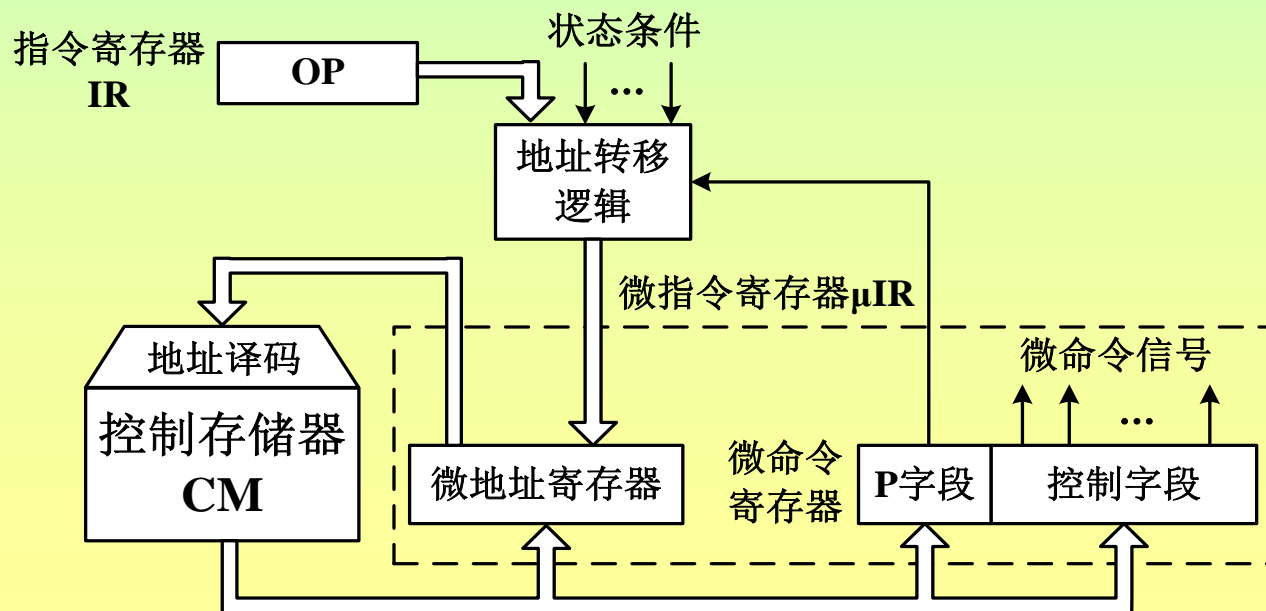 指令寄存器
IR
OP
状态条件
...
地址转移
逻辑
微指令寄存器μIR
地址译码
控制存储器
CM
微地址寄存器
微命令信号
...
微命令
寄存器
P字段
控制字段